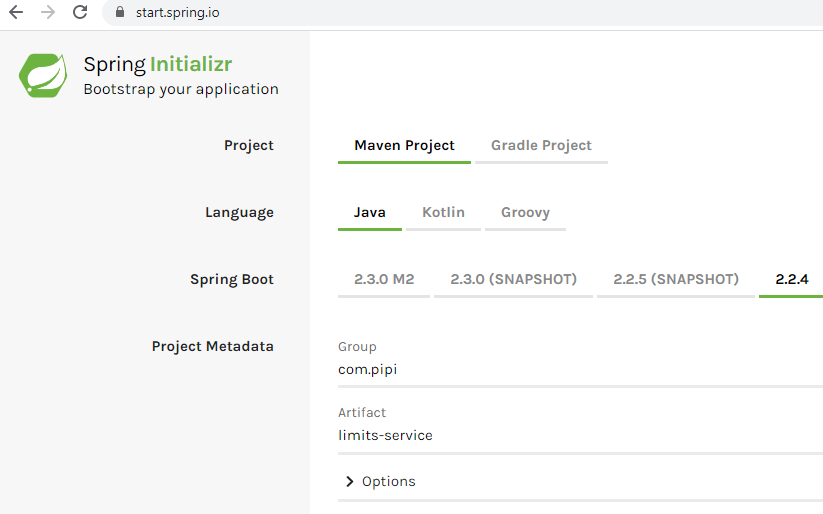 start.spring.io
Spring Initializr
Bootstrap your application
Project
Maven Project Gradle Project
Language
Java Kotlin Groovy
Spring Boot
2.3.0 M2 2.3.0 (SNAPSHOT) 2.2.5 (SNAPSHOT) 2.2.4
Project Metadata
Group
com.pipi
Artifact
limits-service
Options